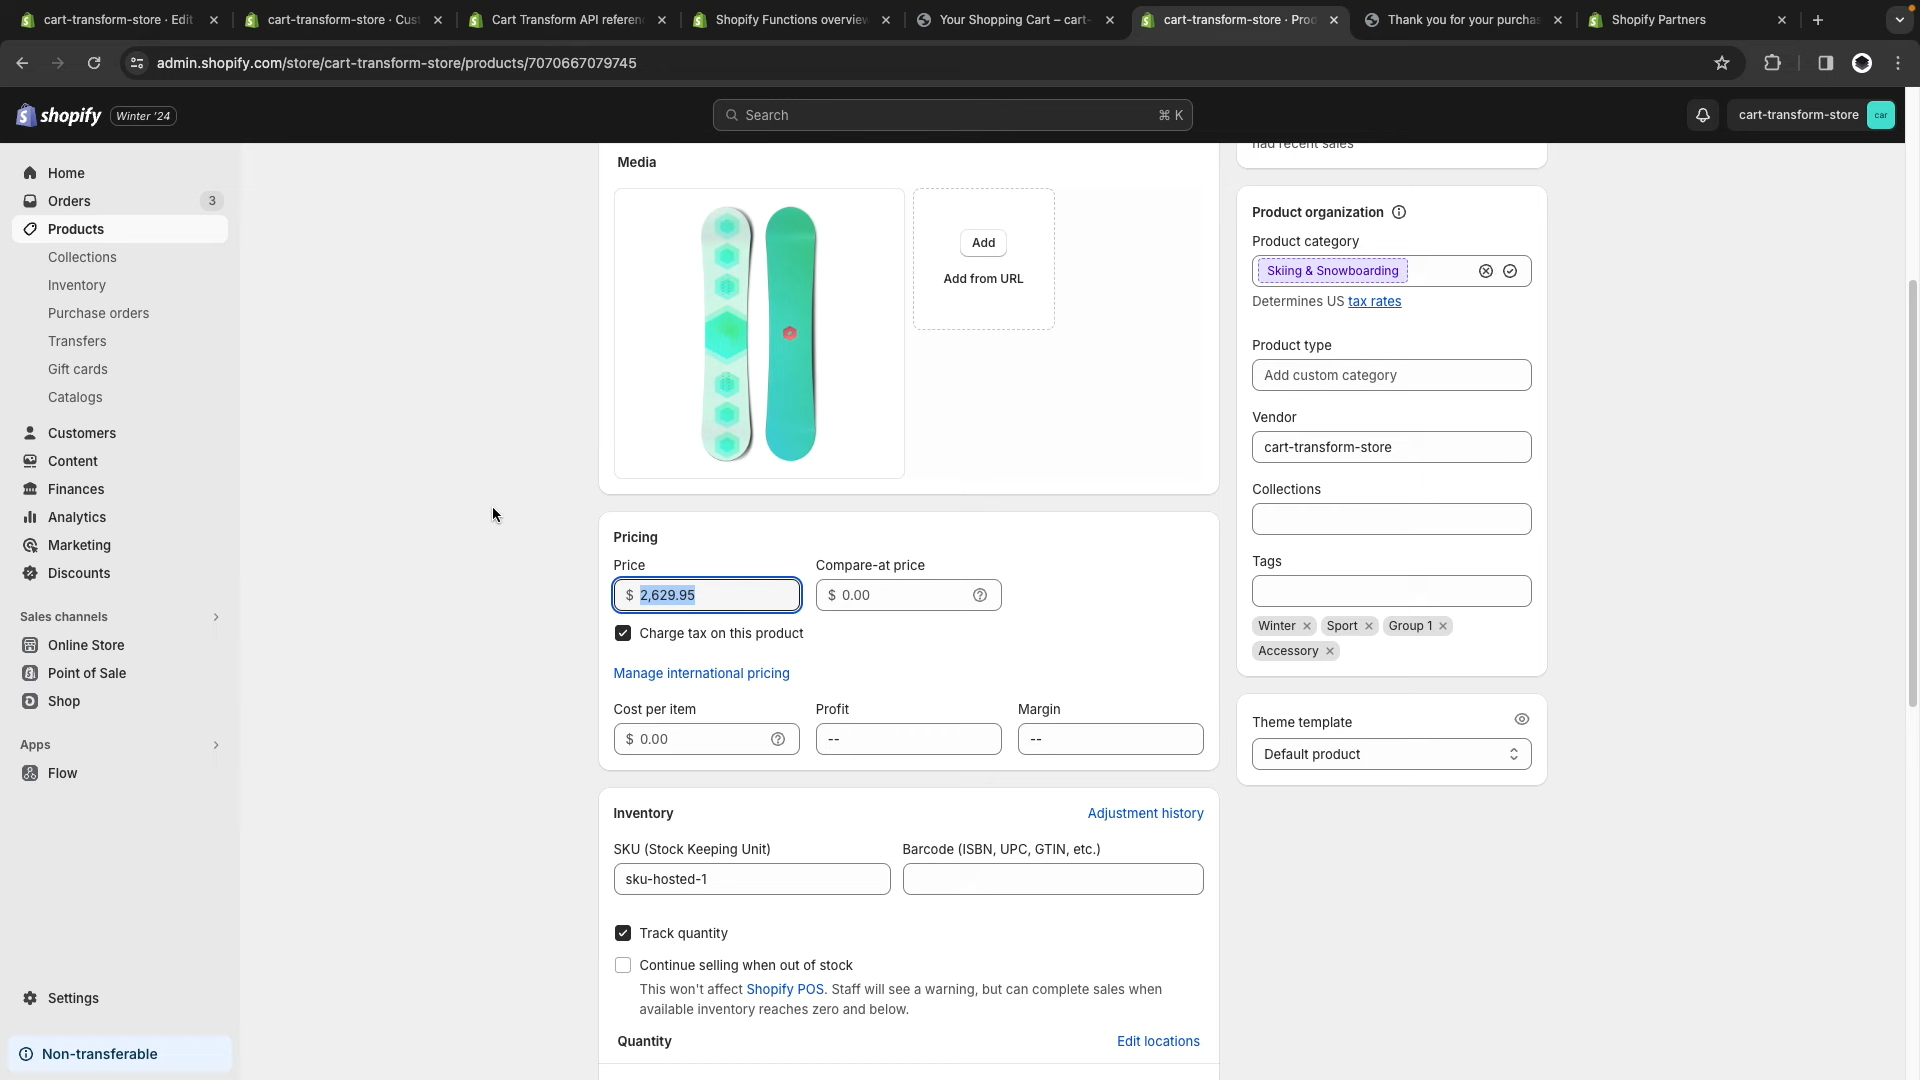 cart-transform-store · Edit
cart-transform-store · Cust
Cart Transform API referen
Shopify Functions overview
Your Shopping Cart – cart-
cart-transform-store · Prod
Thank you for your purchas
Shopify Partners
admin.shopify.com/store/cart-transform-store/products/7070667079745
shopify
Winter '24
Search
⌘ K
cart-transform-store
car
Home
Orders
3
Products
Collections
Inventory
Purchase orders
Transfers
Gift cards
Catalogs
Customers
Content
Finances
Analytics
Marketing
Discounts
Sales channels
Online Store
Point of Sale
Shop
Apps
Flow
Settings
Non-transferable
Media
Add
Add from URL
Pricing
Price
Compare-at price
$ 2,629.95
$ 0.00
Charge tax on this product
Manage international pricing
Cost per item
Profit
Margin
$ 0.00
--
--
Inventory
Adjustment history
SKU (Stock Keeping Unit)
Barcode (ISBN, UPC, GTIN, etc.)
sku-hosted-1
Track quantity
Continue selling when out of stock
This won't affect Shopify POS. Staff will see a warning, but can complete sales when
available inventory reaches zero and below.
Quantity
Edit locations
had recent sales
Product organization
Product category
Skiing & Snowboarding
Determines US tax rates
Product type
Add custom category
Vendor
cart-transform-store
Collections
Tags
Winter
Sport
Group 1
Accessory
Theme template
Default product